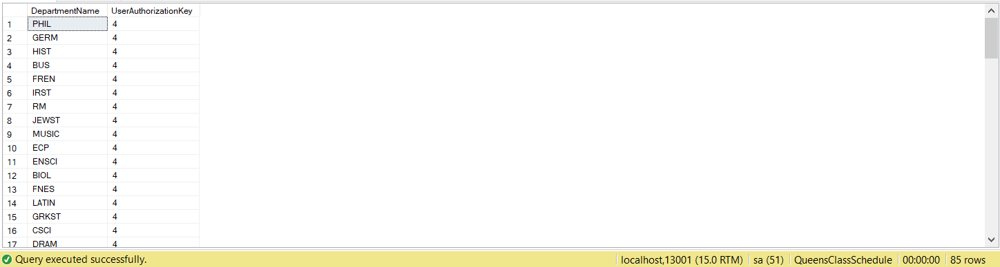 DepartmentName UserAuthorizationKey
1 PHIL 4
2 GERM 4
3 HIST 4
4 BUS 4
5 FREN 4
6 IRST 4
7 RM 4
8 JEWST 4
9 MUSIC 4
10 ECP 4
11 ENSCI 4
12 BIOL 4
13 FNES 4
14 LATIN 4
15 GRKST 4
16 CSCI 4
17 DRAM 4
Query executed successfully. localhost,13001 (15.0 RTM) sa (51) QueensClassSchedule 00:00:00 85 rows